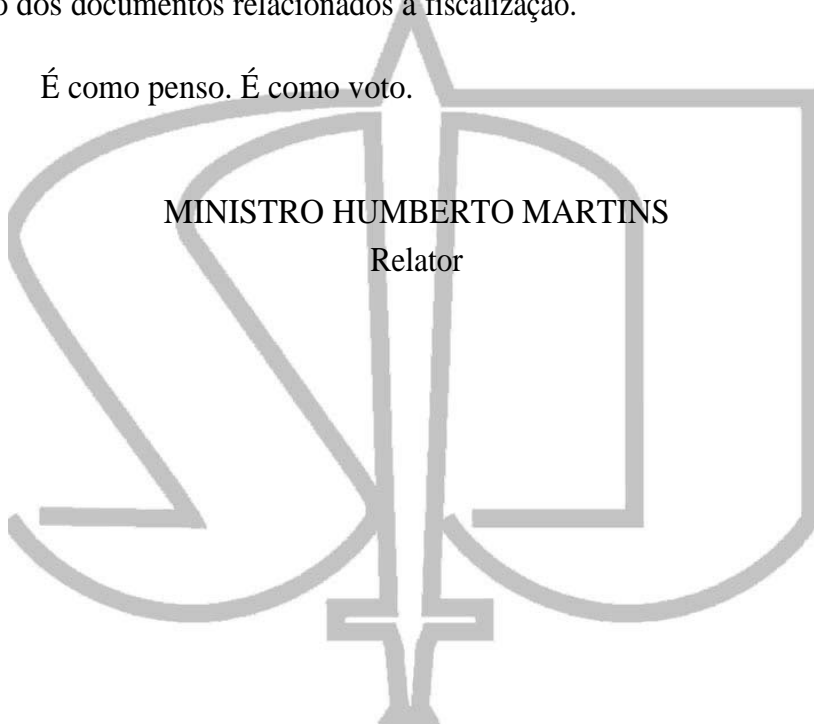 o dos documentos relacionados à fiscalização.
É como penso. É como voto.
MINISTRO HUMBERTO MARTINS
Relator